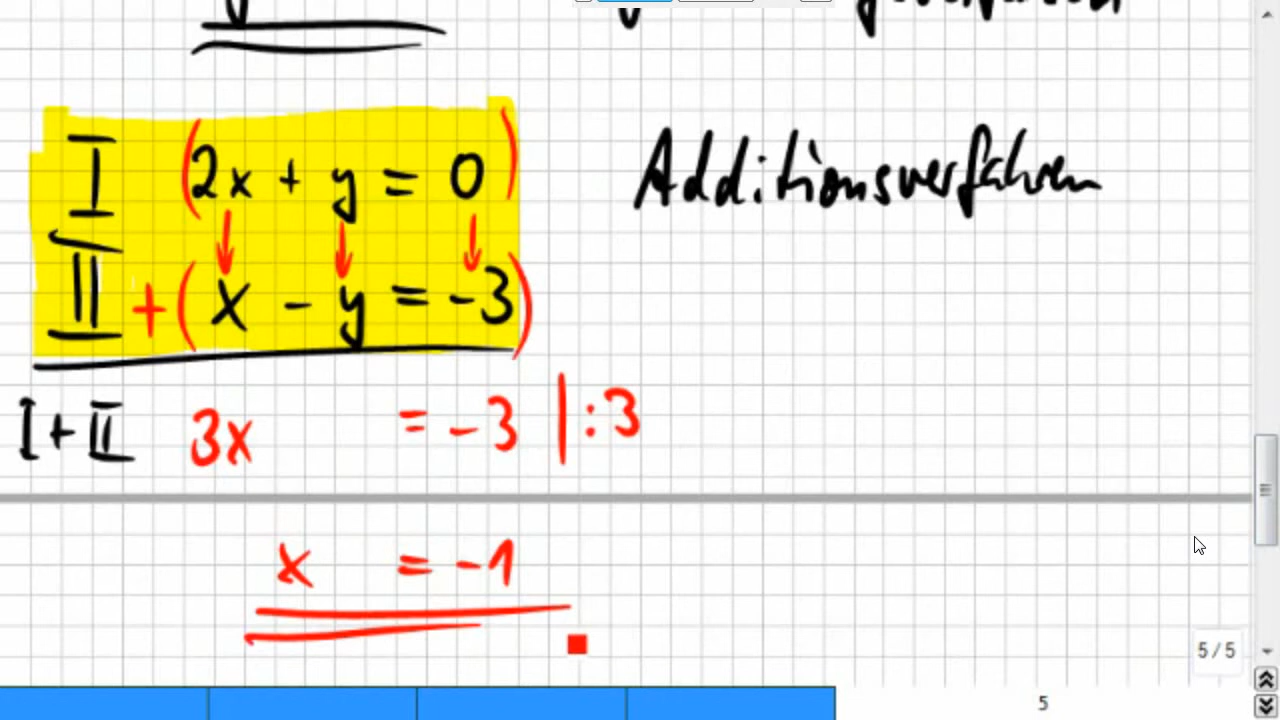 I (2x + y = 0) Additionsverfahren
II +(x - y = -3)
I+II 3x = -3 |:3
x = -1
5/5
5